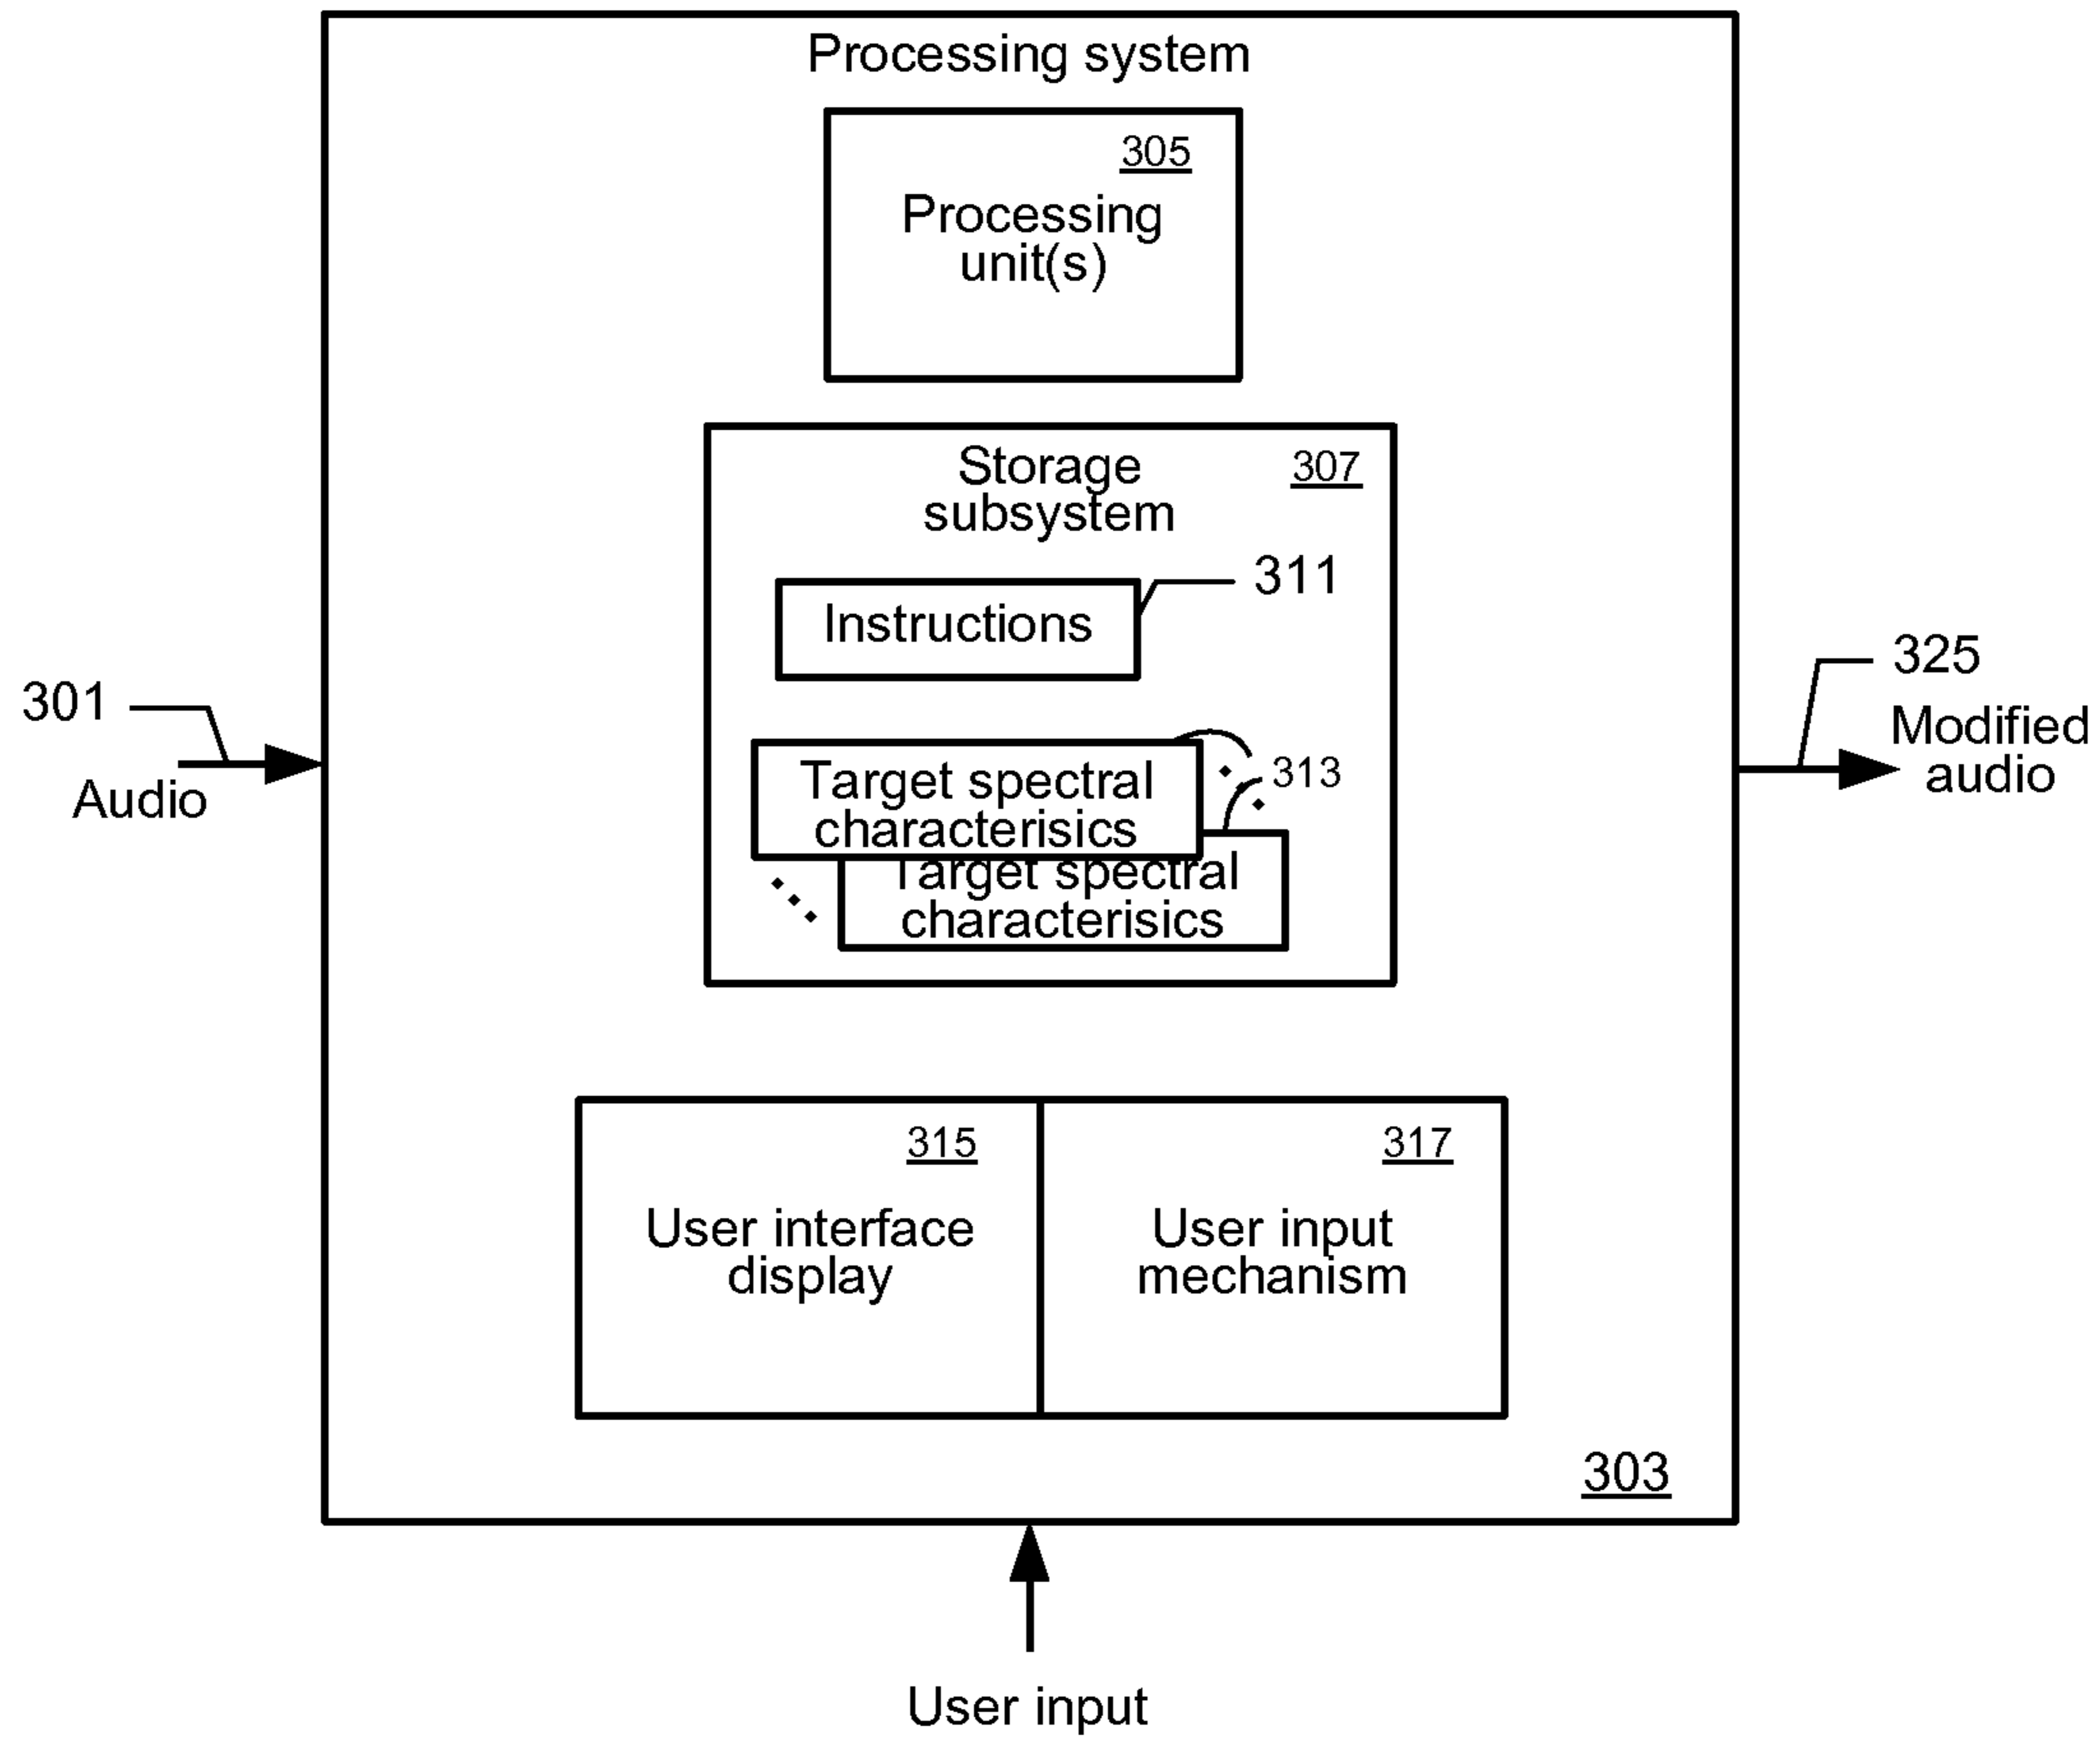 Processing system
305
Processing
unit(s)
Storage
subsystem
307
Instructions
311
301
Audio
325
Modified
audio
Target spectral
characterisics
313
Target spectral
characterisics
315
User interface
display
317
User input
mechanism
303
User input